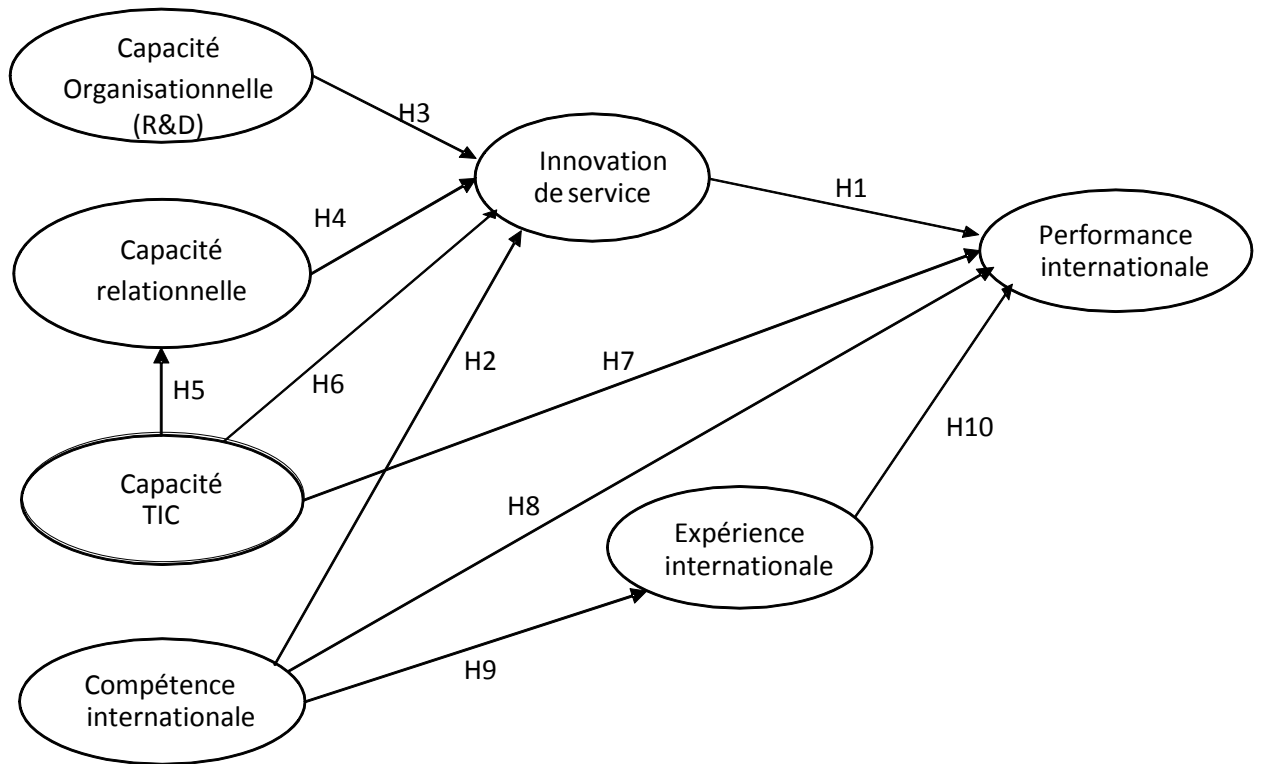 Capacité
Organisationnelle
(R&D)
H3
Innovation
de service
H1
Performance
internationale
H4
Capacité
relationnelle
H5
H6
H2
H7
H10
Capacité
TIC
H8
Expérience
internationale
H9
Compétence
internationale